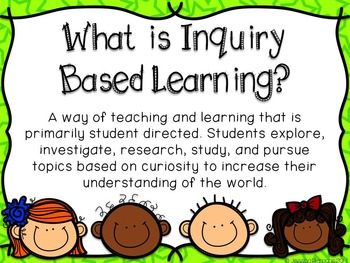 What is Inquiry
Based Learning?
A way of teaching and learning that is
primarily student directed. Students explore,
investigate, research, study, and pursue
topics based on curiosity to increase their
understanding of the world.